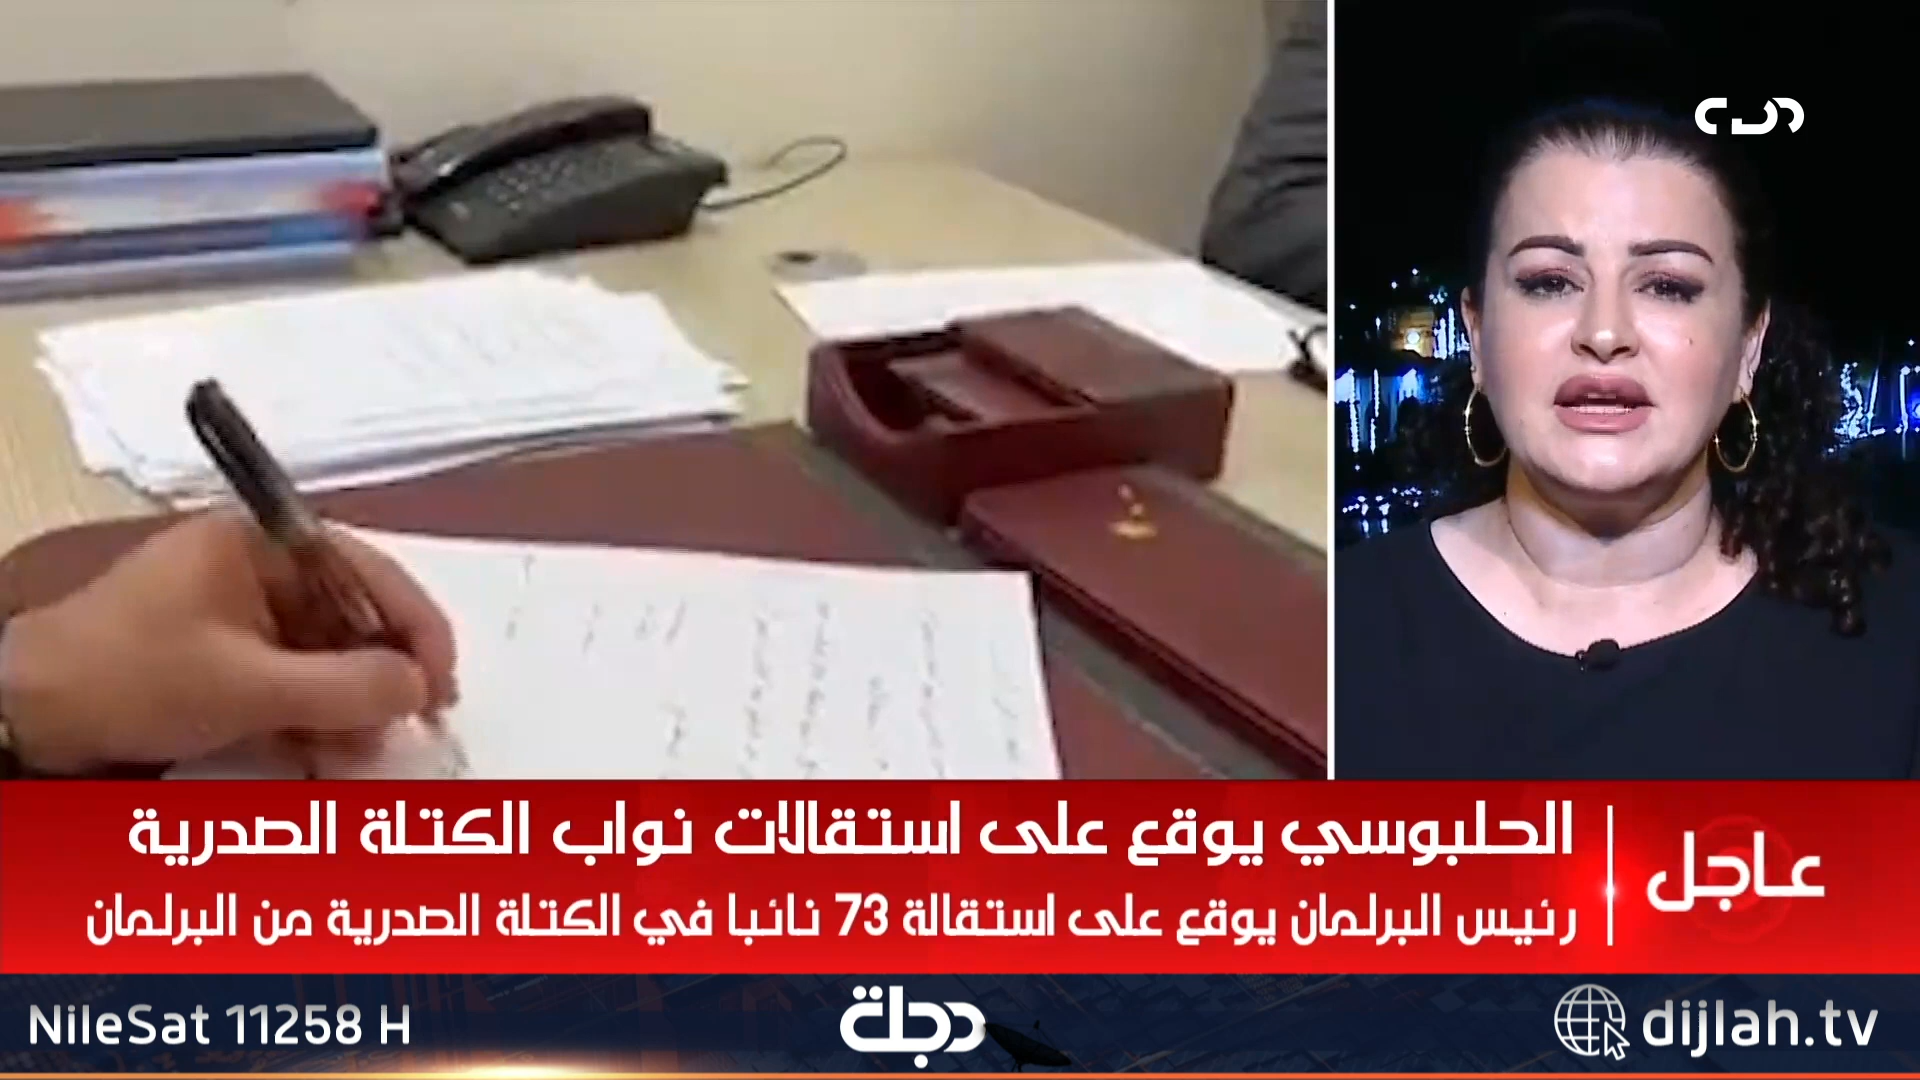 عاجل
الحلبوسي يوقع على استقالات نواب الكتلة الصدرية
رئيس البرلمان يوقع على استقالة 73 نائبا في الكتلة الصدرية من البرلمان
NileSat 11258 H
دجلة
dijlah.tv